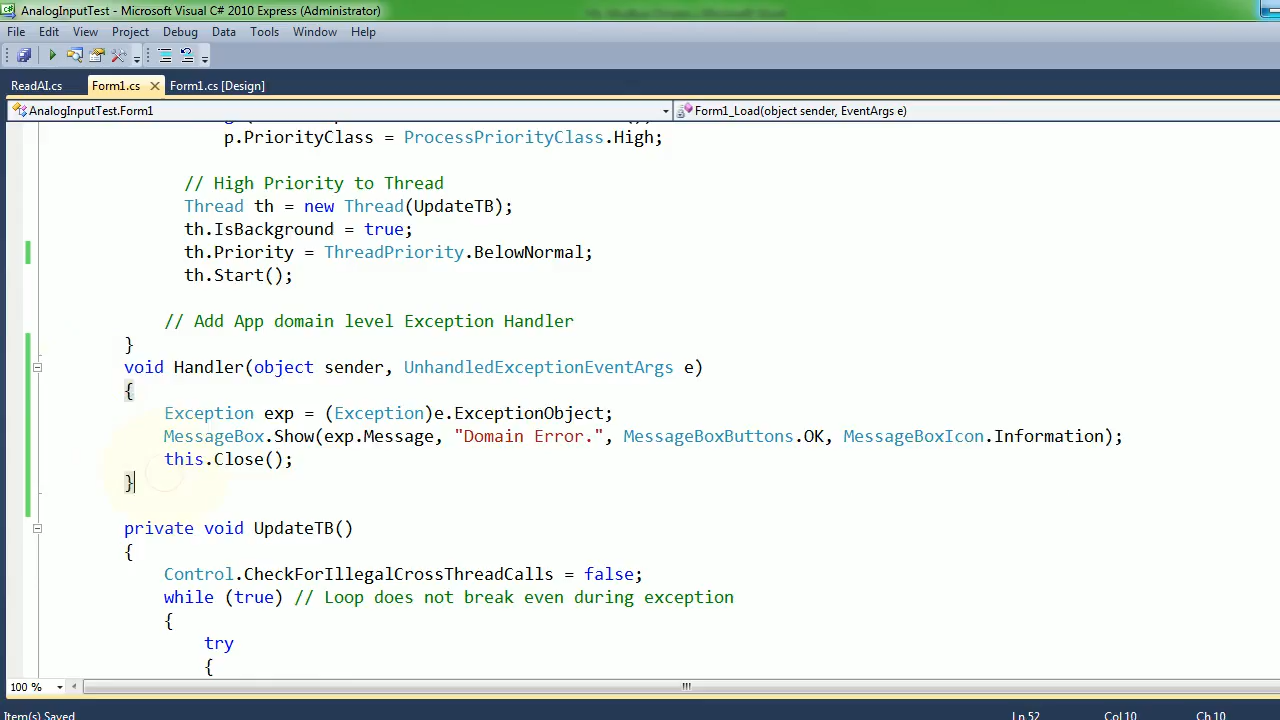 AnalogInputTest - Microsoft Visual C# 2010 Express (Administrator)
File Edit View Project Debug Data Tools Window Help
ReadAI.cs Form1.cs Form1.cs [Design]
AnalogInputTest.Form1 Form1_Load(object sender, EventArgs e)
p.PriorityClass = ProcessPriorityClass.High;
// High Priority to Thread
Thread th = new Thread(UpdateTB);
th.IsBackground = true;
th.Priority = ThreadPriority.BelowNormal;
th.Start();
// Add App domain level Exception Handler
}
void Handler(object sender, UnhandledExceptionEventArgs e)
{
Exception exp = (Exception)e.ExceptionObject;
MessageBox.Show(exp.Message, "Domain Error.", MessageBoxButtons.OK, MessageBoxIcon.Information);
this.Close();
}
private void UpdateTB()
{
Control.CheckForIllegalCrossThreadCalls = false;
while (true) // Loop does not break even during exception
{
try
{
100 %
Item(s) Saved Ln 52 Col 10 Ch 10